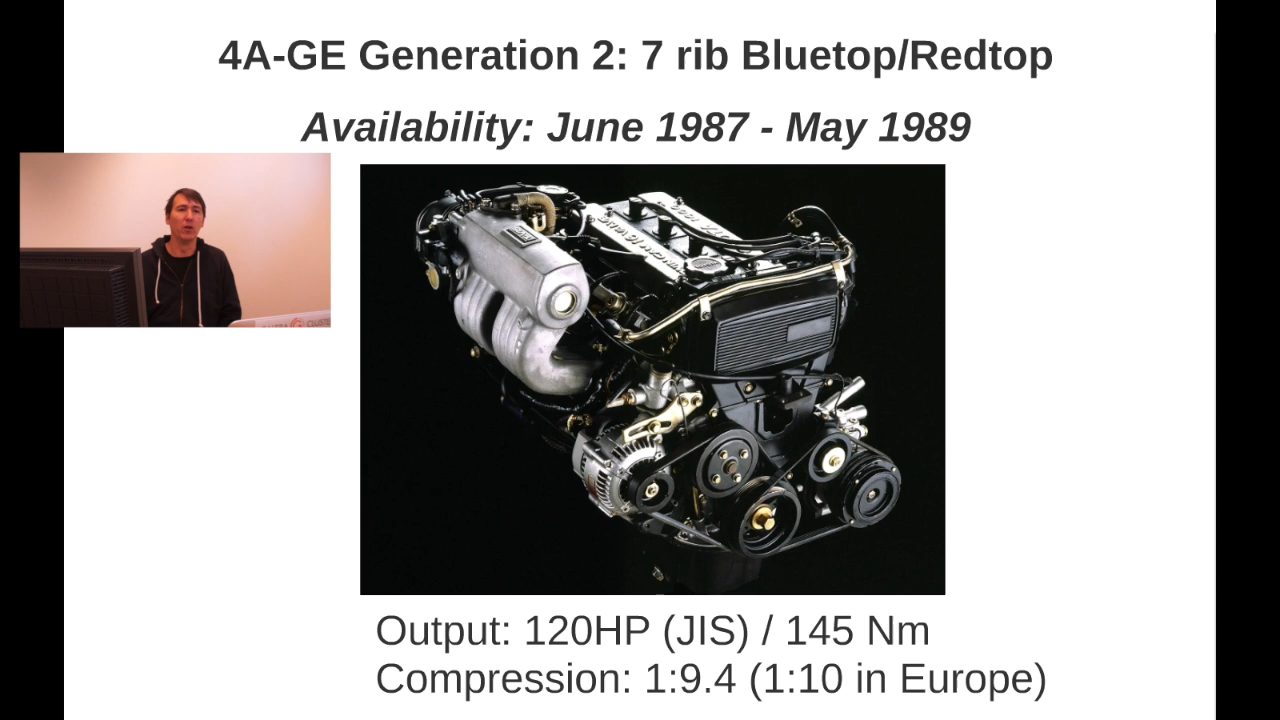 4A-GE Generation 2: 7 rib Bluetop/Redtop
Availability: June 1987 - May 1989
Output: 120HP (JIS) / 145 Nm
Compression: 1:9.4 (1:10 in Europe)